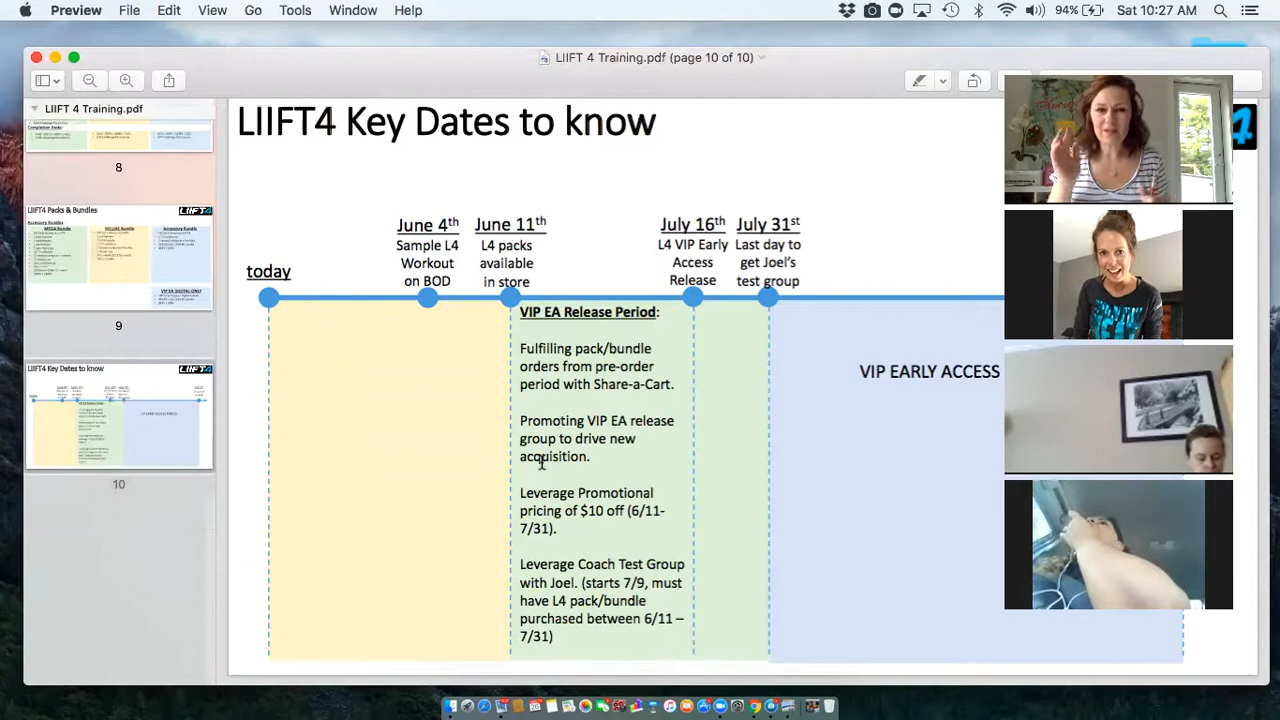 Preview File Edit View Go Tools Window Help 94% Sat 10:27 AM
LIIFT 4 Training.pdf (page 10 of 10)
LIIFT 4 Training.pdf
8
LIIFT4 Packs & Bundles
LIIFT4
9
LIIFT4 Key Dates to know
LIIFT4
10
LIIFT4 Key Dates to know
4
today
June 4th
Sample L4
Workout
on BOD
June 11th
L4 packs
available
in store
July 16th
L4 VIP Early
Access
Release
July 31st
Last day to
get Joel's
test group
VIP EA Release Period:
Fulfilling pack/bundle
orders from pre-order
period with Share-a-Cart.
Promoting VIP EA release
group to drive new
acquisition.
Leverage Promotional
pricing of $10 off (6/11-
7/31).
Leverage Coach Test Group
with Joel. (starts 7/9, must
have L4 pack/bundle
purchased between 6/11 –
7/31)
VIP EARLY ACCESS